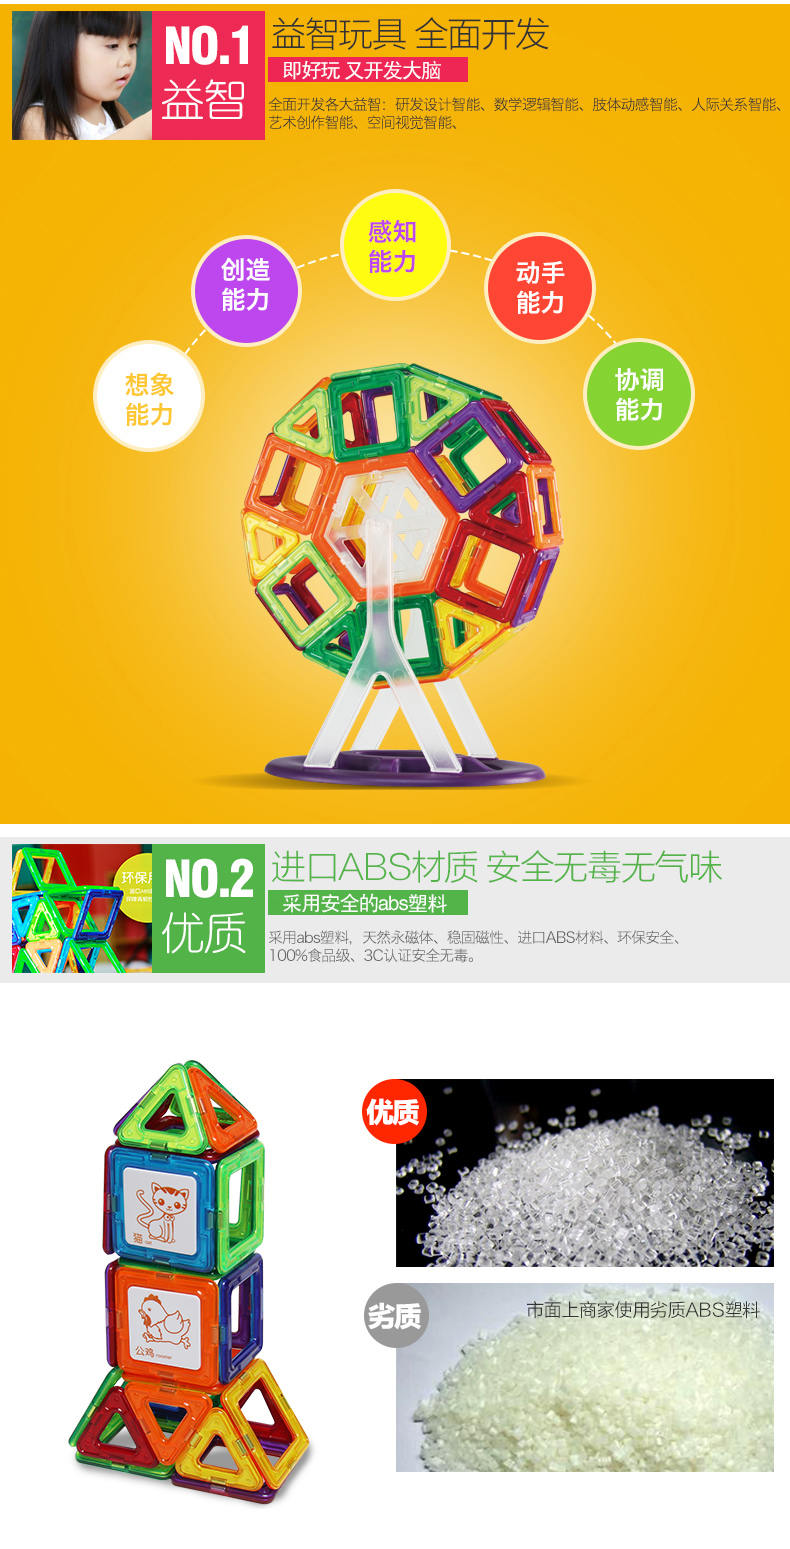 NO.1
益智
益智玩具 全面开发
即好玩 又开发大脑
全面开发各大益智：研发设计智能、数学逻辑智能、肢体动感智能、人际关系智能、
艺术创作智能、空间视觉智能、
感知
能力
创造
能力
动手
能力
想象
能力
协调
能力
环保
NO.2
优质
进口ABS材质 安全无毒无气味
采用安全的abs塑料
采用abs塑料，天然永磁体、稳固磁性、进口ABS材料、环保安全、
100%食品级、3C认证安全无毒。
优质
猫 cat
公鸡 rooster
劣质
市面上商家使用劣质ABS塑料